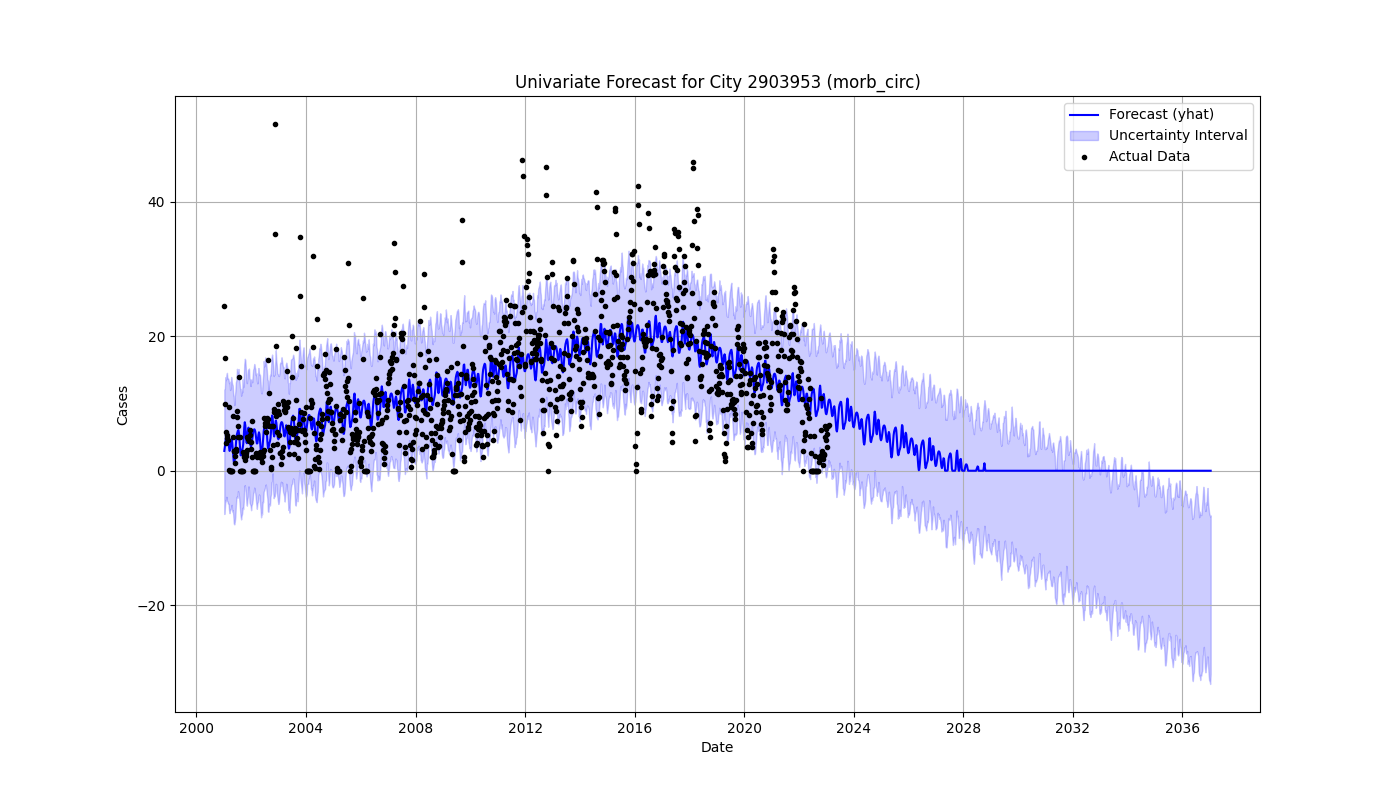 Univariate Forecast for City 2903953 (morb_circ)
Forecast (yhat)
Uncertainty Interval
Actual Data
Cases
40
20
0
−20
2000 2004 2008 2012 2016 2020 2024 2028 2032 2036
Date